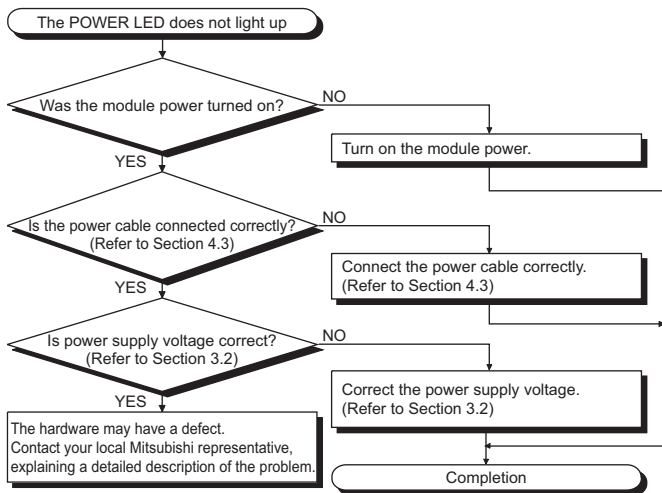 The POWER LED does not light up
Was the module power turned on?
NO
Turn on the module power.
YES
Is the power cable connected correctly?
(Refer to Section 4.3)
NO
Connect the power cable correctly.
(Refer to Section 4.3)
YES
Is power supply voltage correct?
(Refer to Section 3.2)
NO
Correct the power supply voltage.
(Refer to Section 3.2)
YES
The hardware may have a defect.
Contact your local Mitsubishi representative,
explaining a detailed description of the problem.
Completion